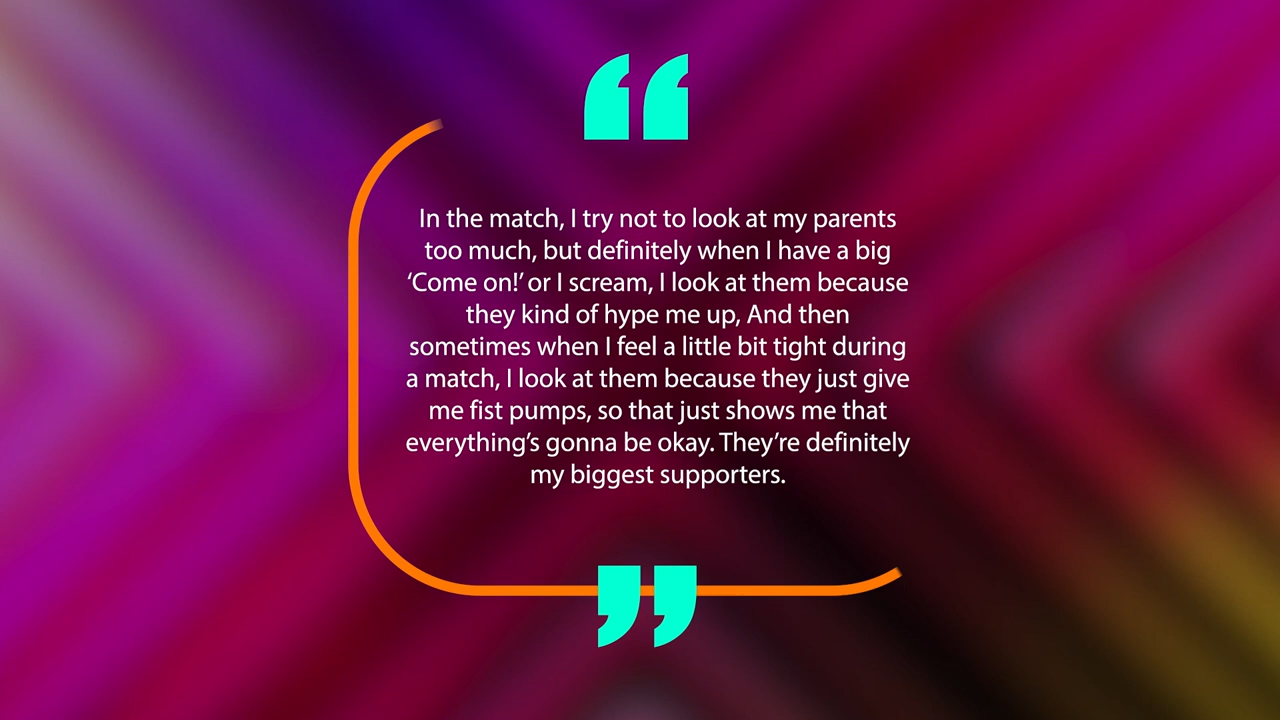 “
In the match, I try not to look at my parents
too much, but definitely when I have a big
‘Come on!’ or I scream, I look at them because
they kind of hype me up, And then
sometimes when I feel a little bit tight during
a match, I look at them because they just give
me fist pumps, so that just shows me that
everything’s gonna be okay. They’re definitely
my biggest supporters.
”